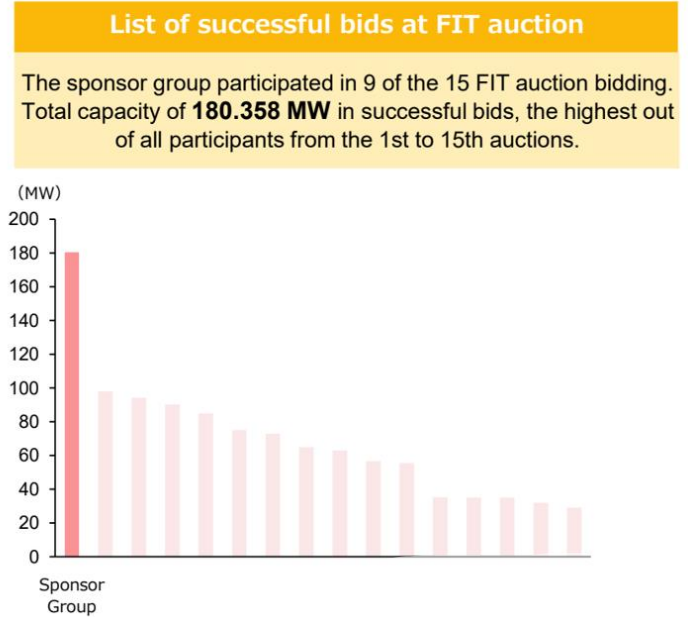 List of successful bids at FIT auction
The sponsor group participated in 9 of the 15 FIT auction bidding.
Total capacity of 180.358 MW in successful bids, the highest out
of all participants from the 1st to 15th auctions.
（MW）
200
180
160
140
120
100
80
60
40
20
0
Sponsor
Group